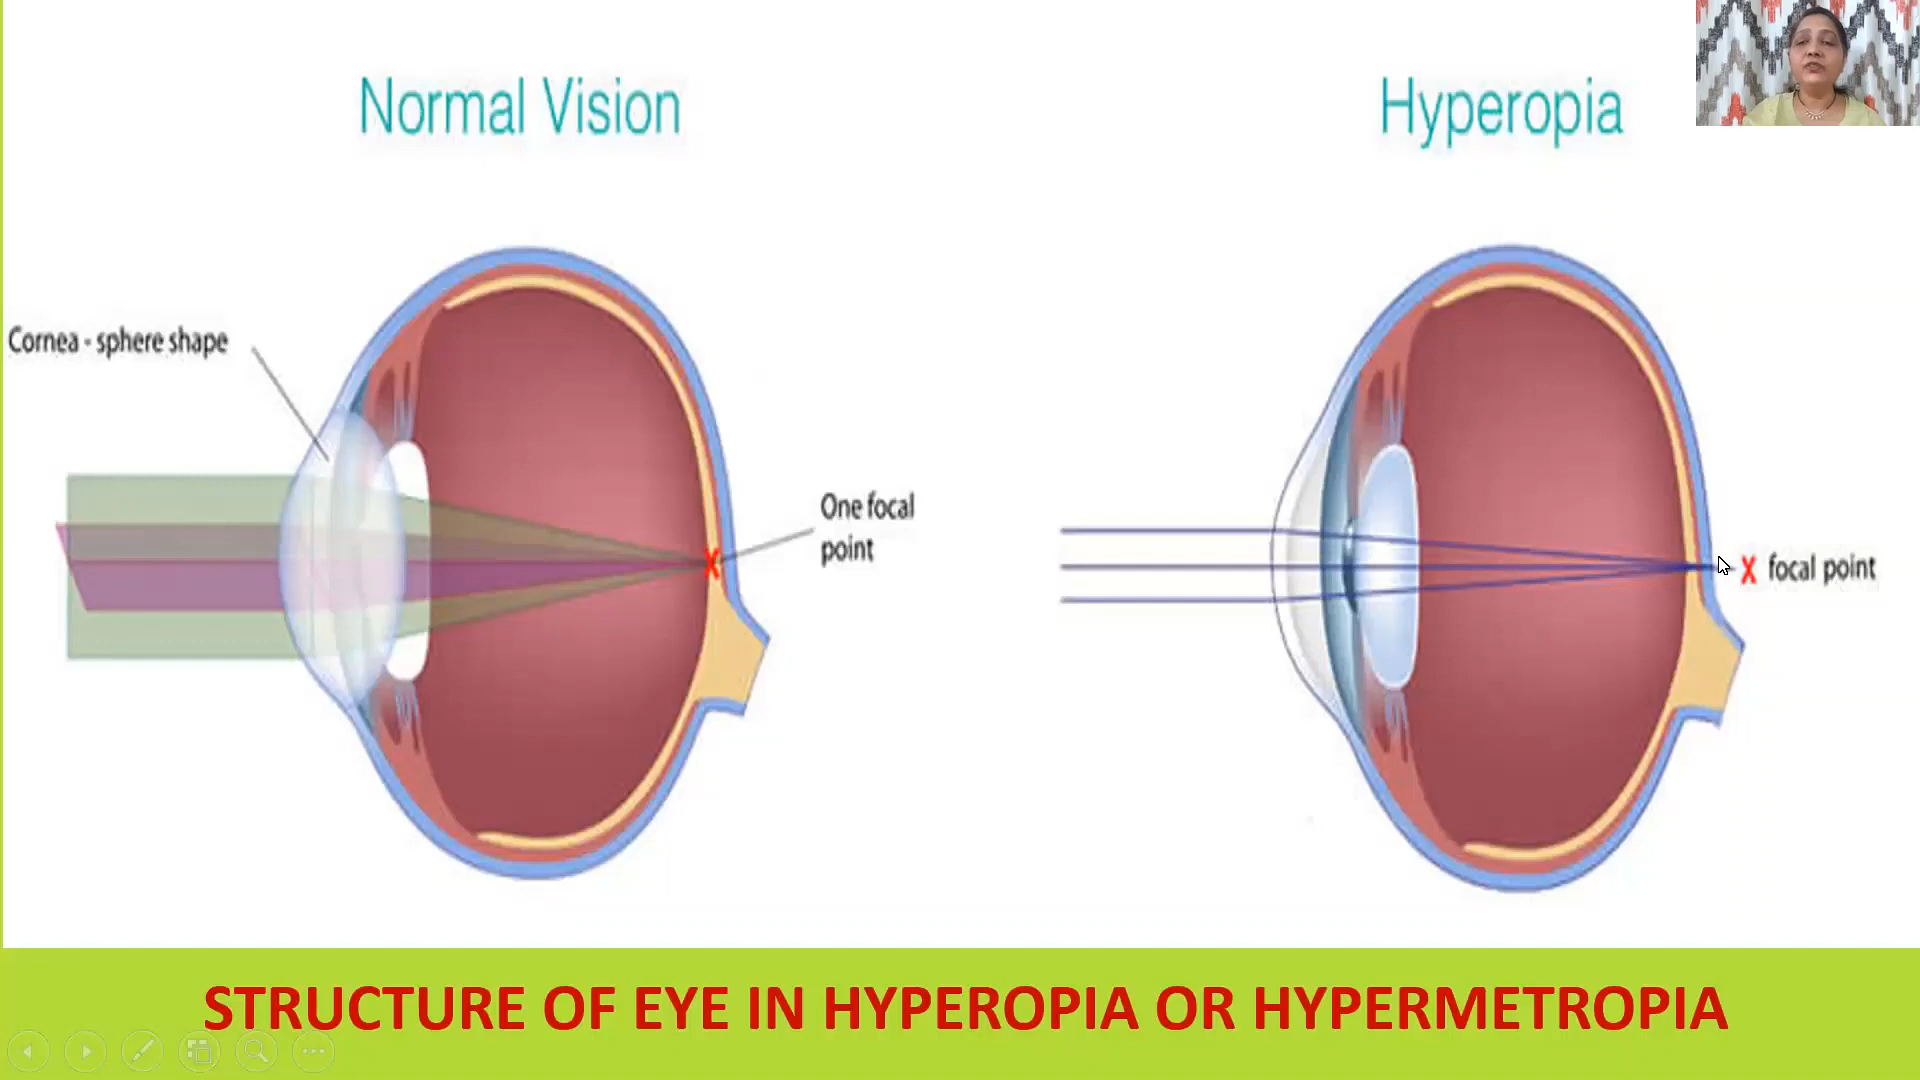 Normal Vision
Hyperopia
Cornea - sphere shape
One focal
point
X
X focal point
STRUCTURE OF EYE IN HYPEROPIA OR HYPERMETROPIA